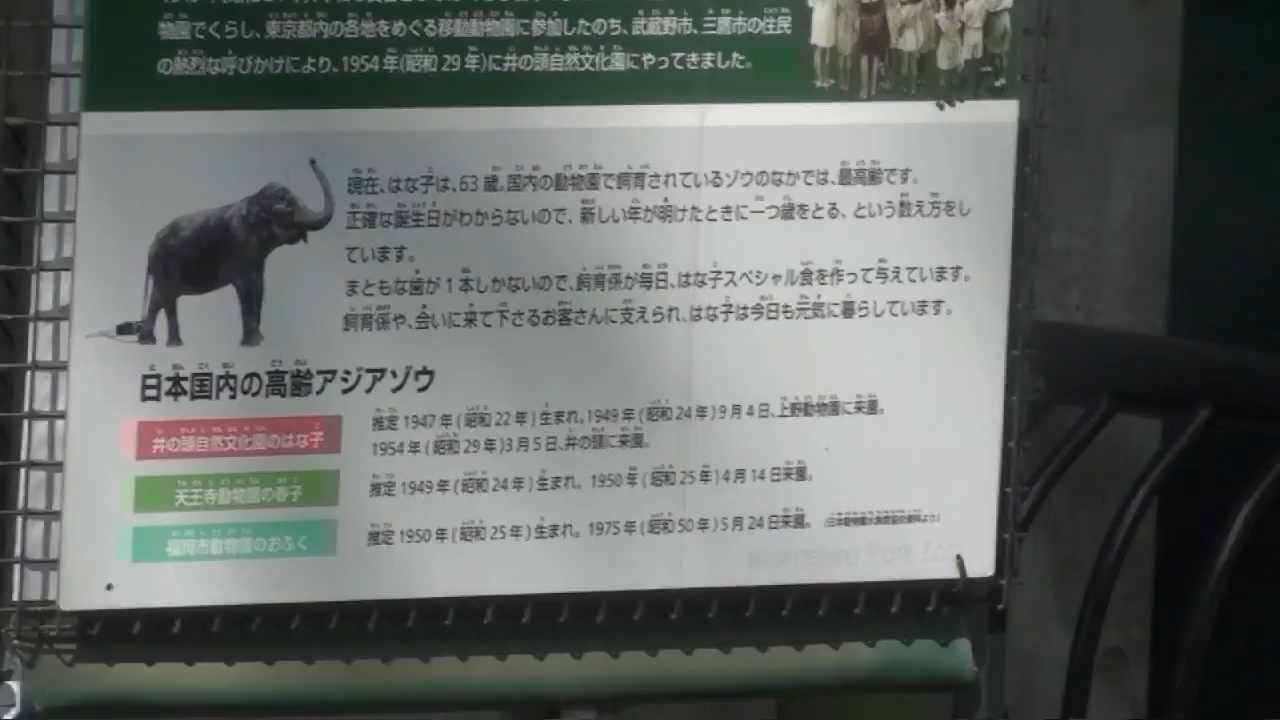 物園でくらし、東京都内の各地をめぐる移動動物園に参加したのち、武蔵野市、三鷹市の住民
の熱烈な呼びかけにより、1954年(昭和29年)に井の頭自然文化園にやってきました。
現在、はな子は、63歳。国内の動物園で飼育されているゾウのなかでは、最高齢です。
正確な誕生日がわからないので、新しい年が明けたときに一つ歳をとる、という数え方をし
ています。
まともな歯が1本しかないので、飼育係が毎日、はな子スペシャル食を作って与えています。
飼育係や、会いに来て下さるお客さんに支えられ、はな子は今日も元気に暮らしています。
日本国内の高齢アジアゾウ
井の頭自然文化園のはな子
推定1947年(昭和22年)生まれ。1949年(昭和24年)9月4日、上野動物園に来園。
1954年(昭和29年)3月5日、井の頭に来園。
天王寺動物園の春子
推定1949年(昭和24年)生まれ。1950年(昭和25年)4月14日来園。
福岡市動物園のおふく
推定1950年(昭和25年)生まれ。1975年(昭和50年)5月24日来園。
(日本動物園水族館協会資料より)